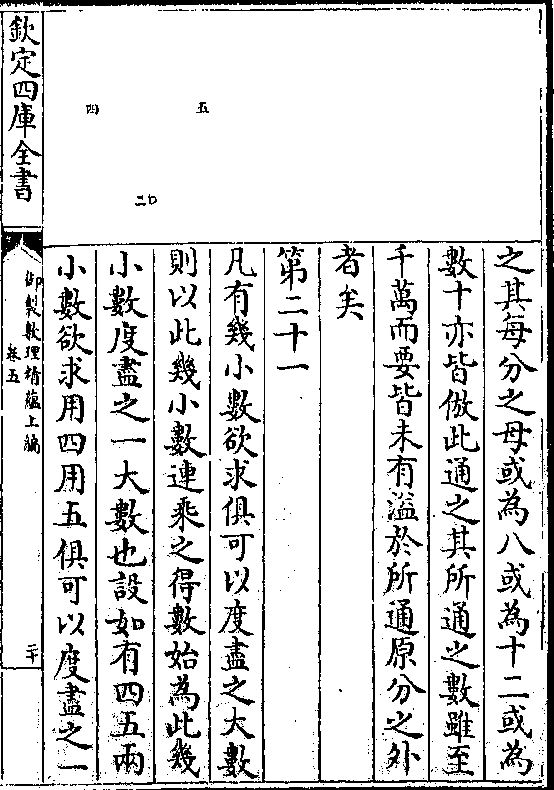 之其每分之母或為八或為十二或為
數十亦皆倣此通之其所通之數雖至
千萬而要皆未有溢於所通原分之外
者矣
第二十一
凡有幾小數欲求俱可以度盡之大數
則以此幾小數連乘之得數始為此幾
小數度盡之一大數也設如有四五兩
小數欲求用四用五俱可以度盡之一
五
二〇
四
欽定四庫全書
御製數理精蘊上編
卷五
二十